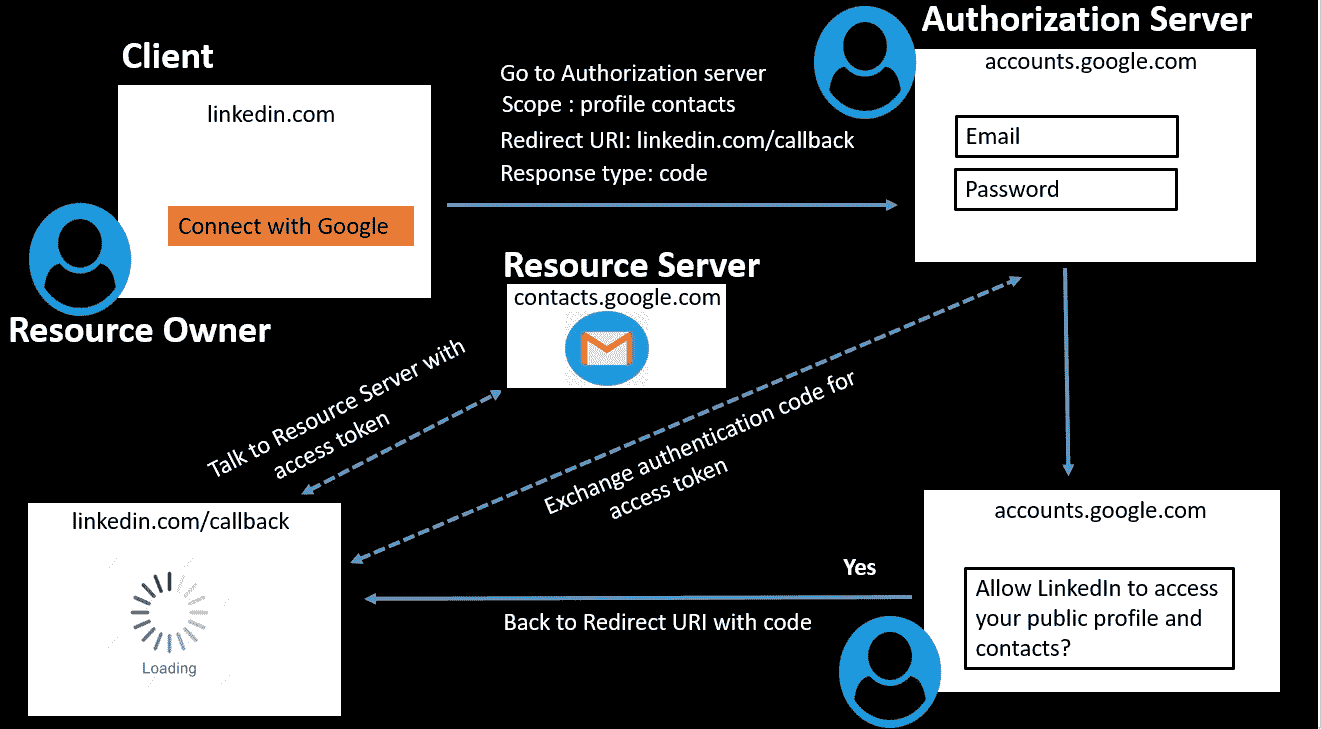 Client
linkedin.com
Connect with Google
Resource Owner
Go to Authorization server
Scope : profile contacts
Redirect URI: linkedin.com/callback
Response type: code
Authorization Server
accounts.google.com
Email
Password
Resource Server
contacts.google.com
Talk to Resource Server with
access token
Exchange authentication code for
access token
accounts.google.com
Allow LinkedIn to access
your public profile and
contacts?
Yes
Back to Redirect URI with code
linkedin.com/callback
Loading